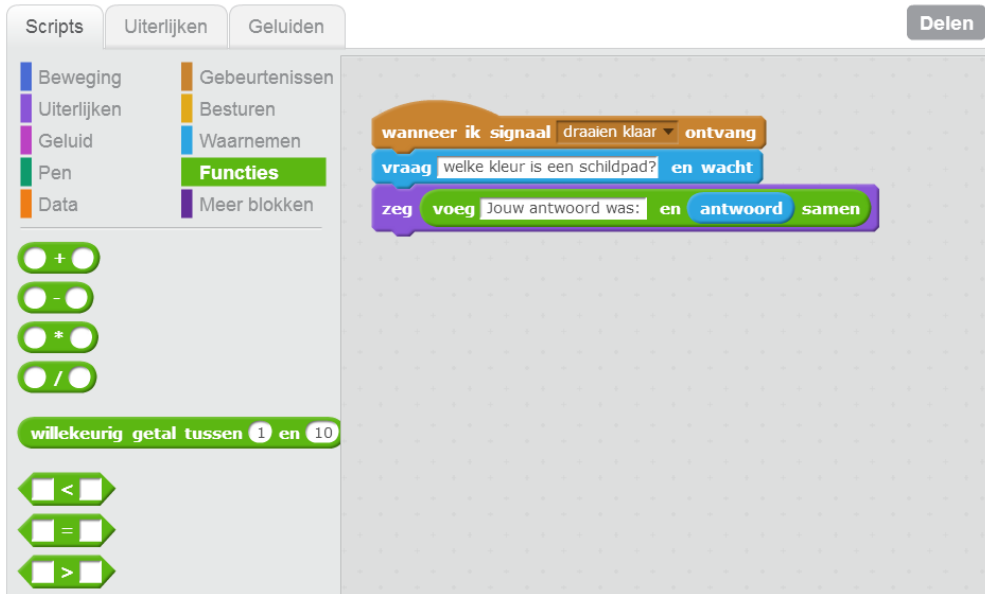 Scripts Uiterlijken Geluiden Delen
Beweging Gebeurtenissen
Uiterlijken Besturen
Geluid Waarnemen
Pen Functies
Data Meer blokken
+
-
*
/
willekeurig getal tussen 1 en 10
<
=
>
wanneer ik signaal draaien klaar ontvang
vraag welke kleur is een schildpad? en wacht
zeg voeg Jouw antwoord was: en antwoord samen